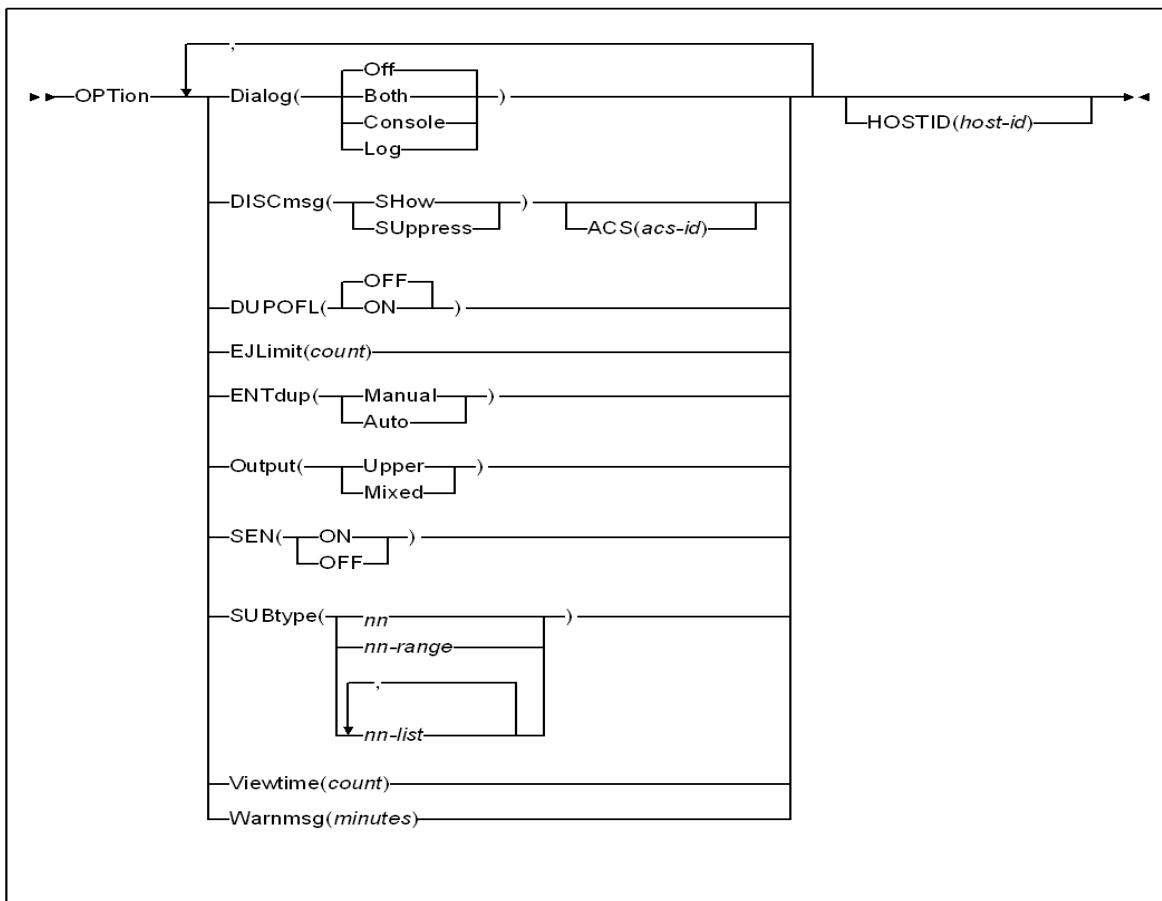 ,
OPTion Dialog( Off )
Both
Console
Log
HOSTID(host-id)
DISCmsg( SHow )
SUppress
ACS(acs-id)
DUPOFL( OFF )
ON
EJLimit(count)
ENTdup( Manual )
Auto
Output( Upper )
Mixed
SEN( ON )
OFF
SUBtype( nn )
nn-range
,
nn-list
Viewtime(count)
Warnmsg(minutes)